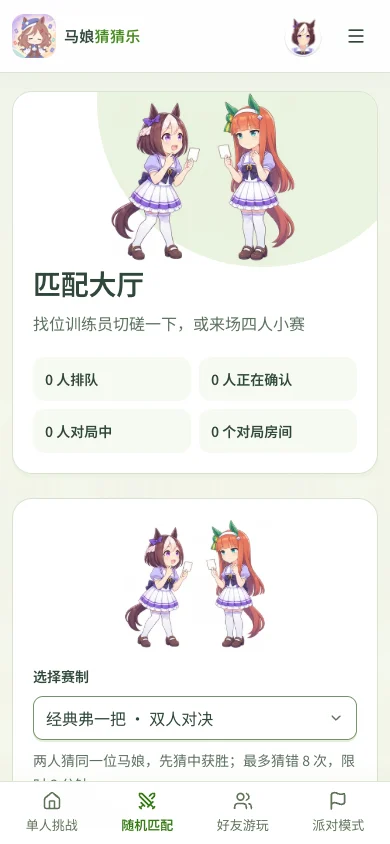 马娘猜猜乐
匹配大厅
找位训练员切磋一下，或来场四人小赛
0 人排队
0 人正在确认
0 人对局中
0 个对局房间
选择赛制
经典弗一把 · 双人对决
两人猜同一位马娘，先猜中获胜；最多猜错 8 次，限
单人挑战
随机匹配
好友游玩
派对模式